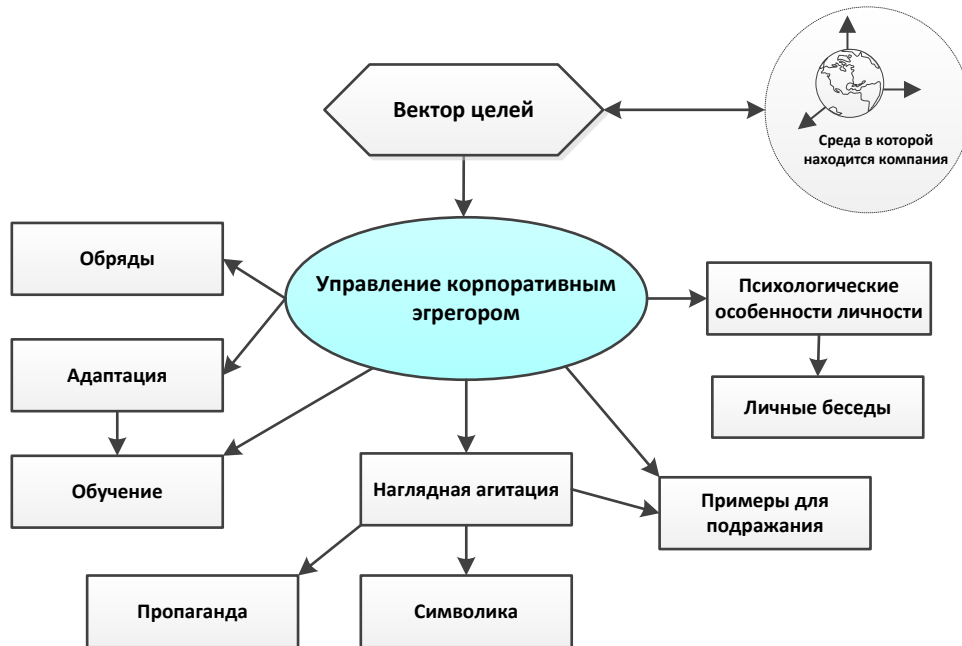 Вектор целей
Среда в которой
находится компания
Обряды
Управление корпоративным
эгрегором
Психологические
особенности личности
Адаптация
Личные беседы
Обучение
Наглядная агитация
Примеры для
подражания
Пропаганда
Символика